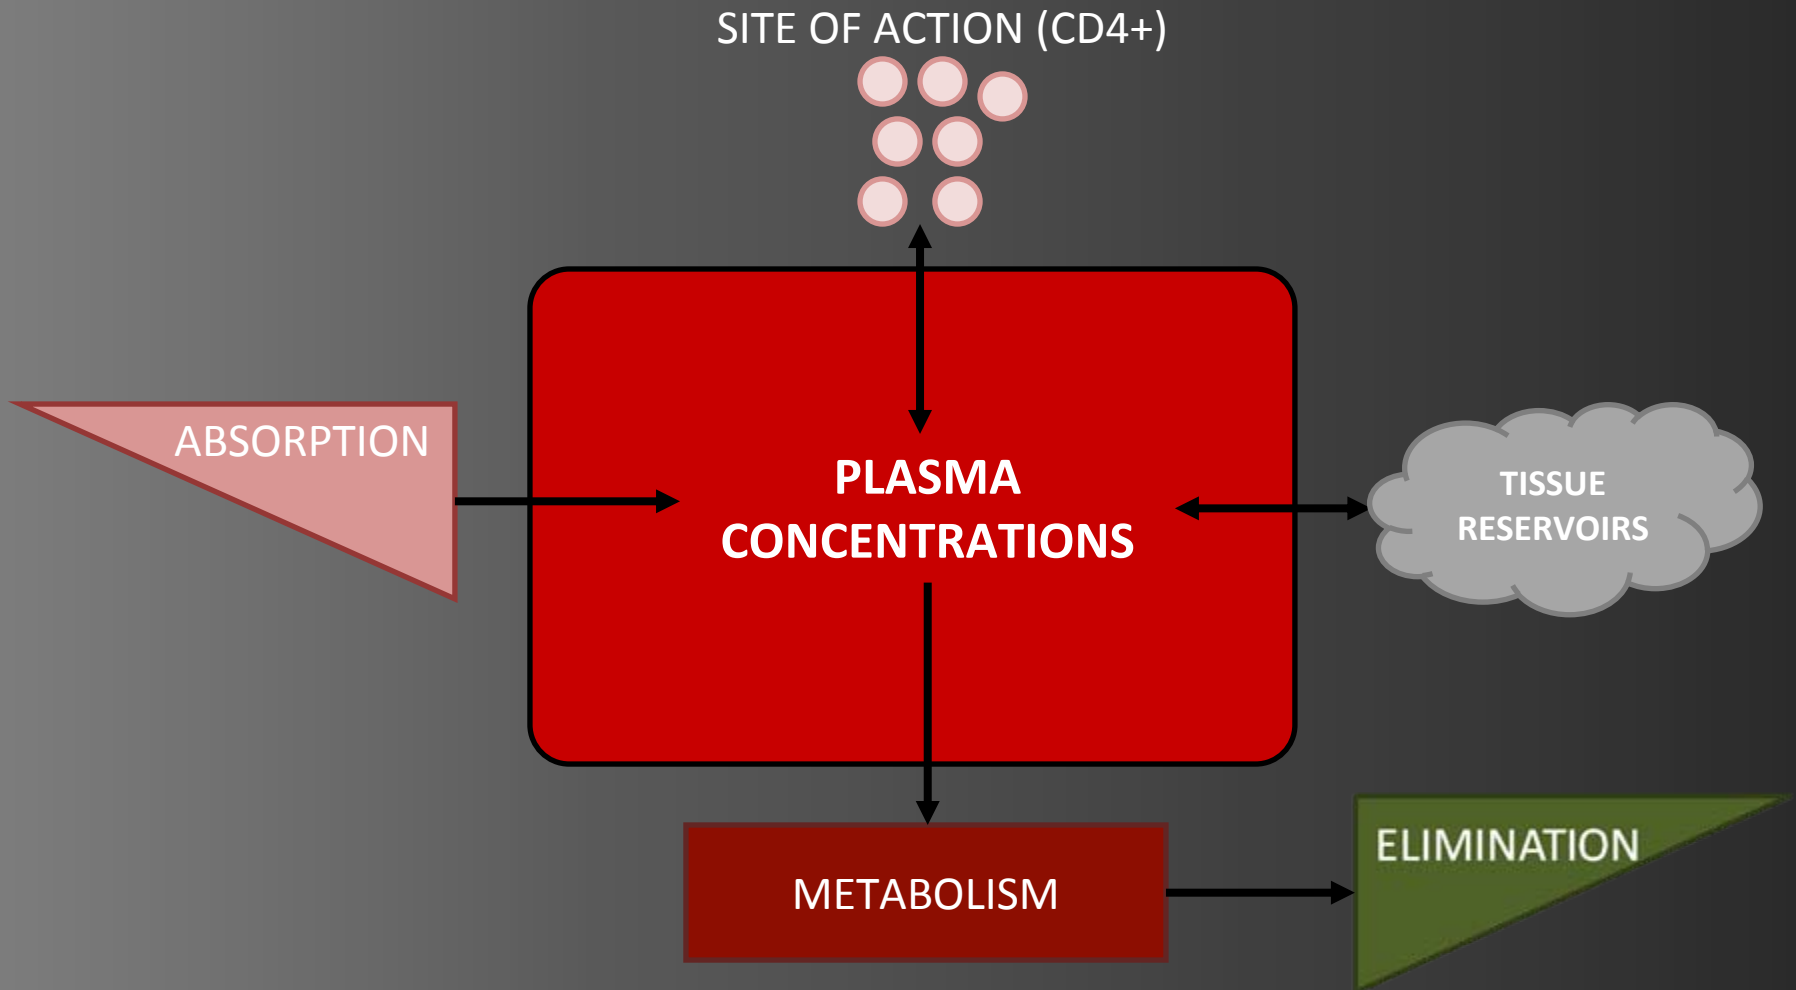 SITE OF ACTION (CD4+)
ABSORPTION
PLASMA
CONCENTRATIONS
TISSUE
RESERVOIRS
METABOLISM
ELIMINATION